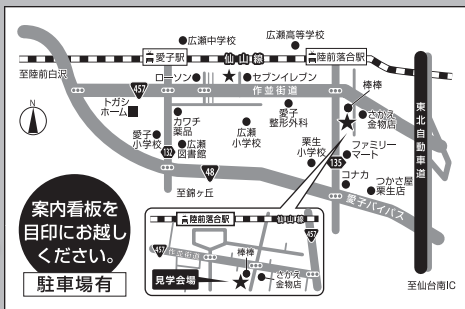 広瀬中学校
広瀬高等学校
愛子駅
仙山線
陸前落合駅
至陸前白沢
ローソン
セブンイレブン
457
作並街道
棒棒
さかえ
金物店
トガシ
ホーム
カワチ
薬品
愛子
整形外科
東北自動車道
N
愛子
小学校
広瀬
小学校
栗生
小学校
ファミリー
マート
132
広瀬
図書館
135
48
コナカ
つかさ屋
栗生店
至錦ヶ丘
愛子バイパス
案内看板を
目印にお越し
ください。
駐車場有
陸前落合駅
仙山線
457
作並街道
457
棒棒
見学会場
さかえ
金物店
至仙台南IC